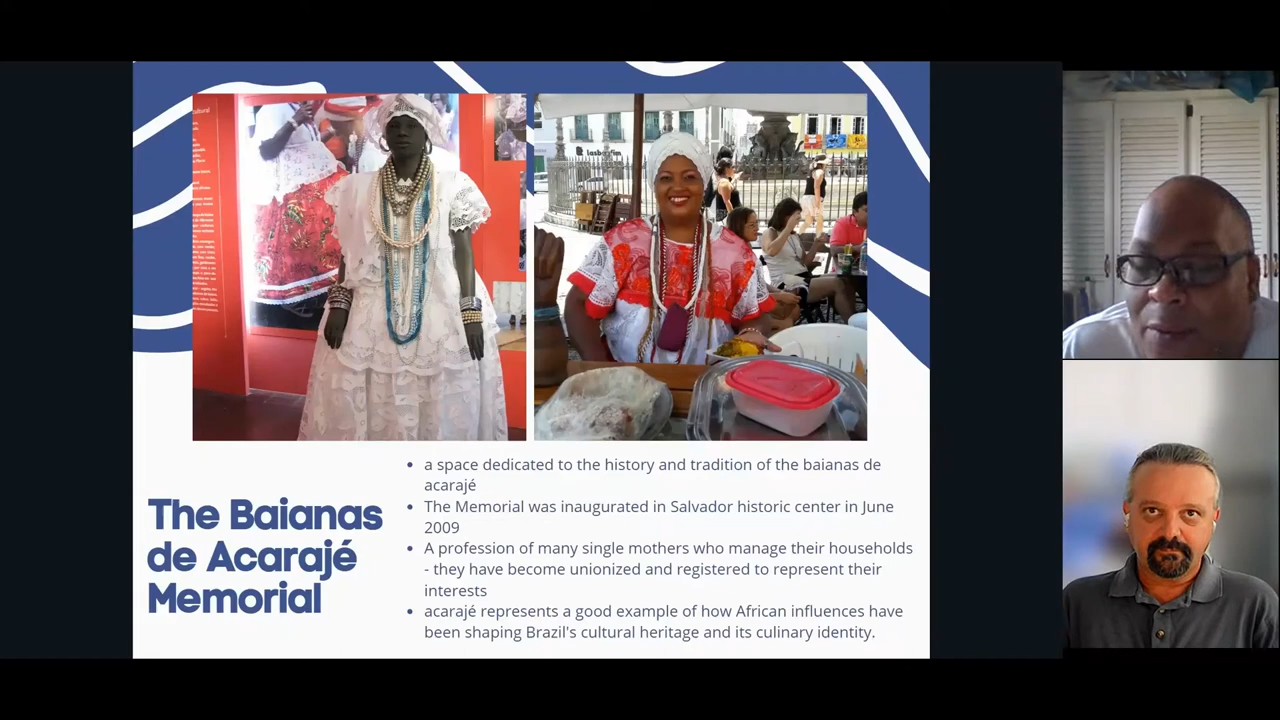 The Baianas
de Acarajé
Memorial
a space dedicated to the history and tradition of the baianas de
acarajé
The Memorial was inaugurated in Salvador historic center in June
2009
A profession of many single mothers who manage their households
- they have become unionized and registered to represent their
interests
acarajé represents a good example of how African influences have
been shaping Brazil's cultural heritage and its culinary identity.